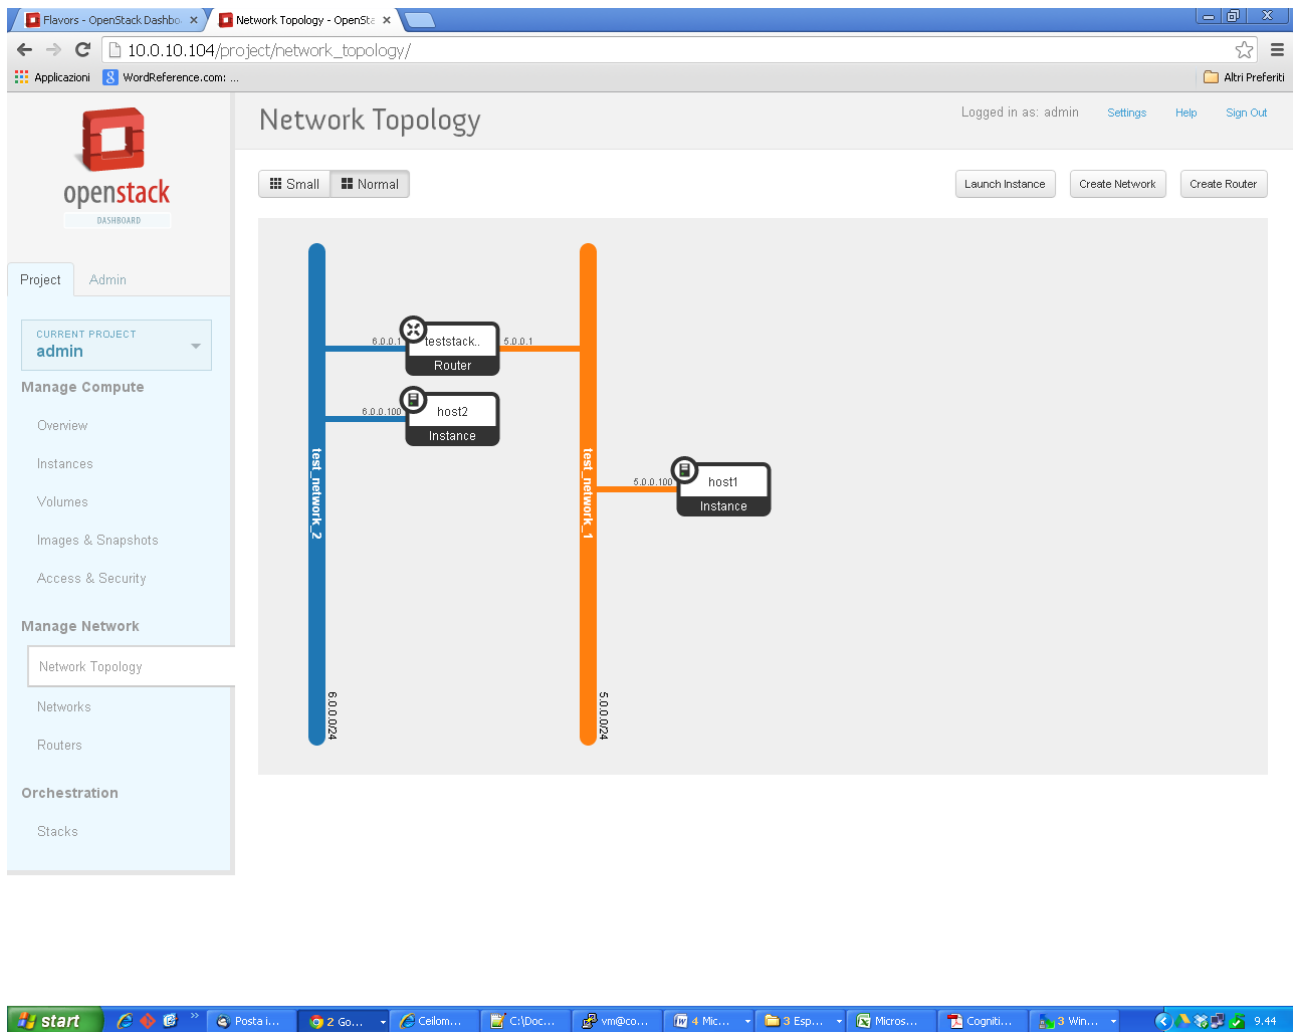 Flavors - OpenStack Dashbo
Network Topology - OpenSta
10.0.10.104/project/network_topology/
Applicazioni
WordReference.com: ...
Altri Preferiti
openstack
DASHBOARD
Network Topology
Logged in as: admin
Settings
Help
Sign Out
Small
Normal
Launch Instance
Create Network
Create Router
Project
Admin
CURRENT PROJECT
admin
Manage Compute
Overview
Instances
Volumes
Images & Snapshots
Access & Security
Manage Network
Network Topology
Networks
Routers
Orchestration
Stacks
6.0.0.1
teststack..
Router
5.0.0.1
6.0.0.100
host2
Instance
test_network_2
test_network_1
5.0.0.100
host1
Instance
6.0.0.0/24
5.0.0.0/24
start
Posta i...
2 Go...
Ceilom...
C:\Doc...
vm@co...
4 Mic...
3 Esp...
Micros...
Cogniti...
3 Win...
9.44